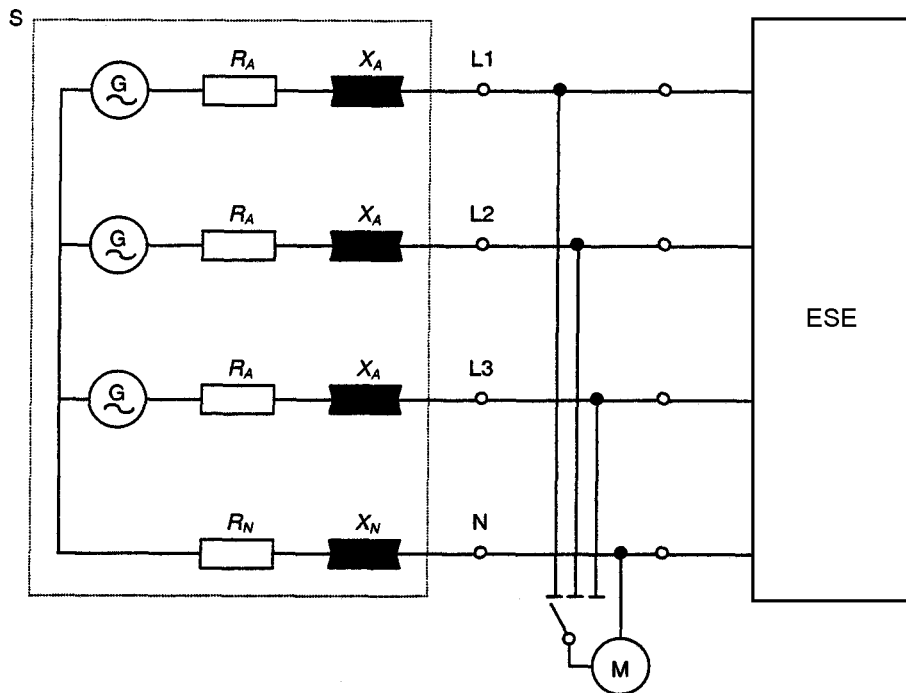 S
R_A X_A L1
G
R_A X_A L2
G
ESE
R_A X_A L3
G
R_N X_N N
M